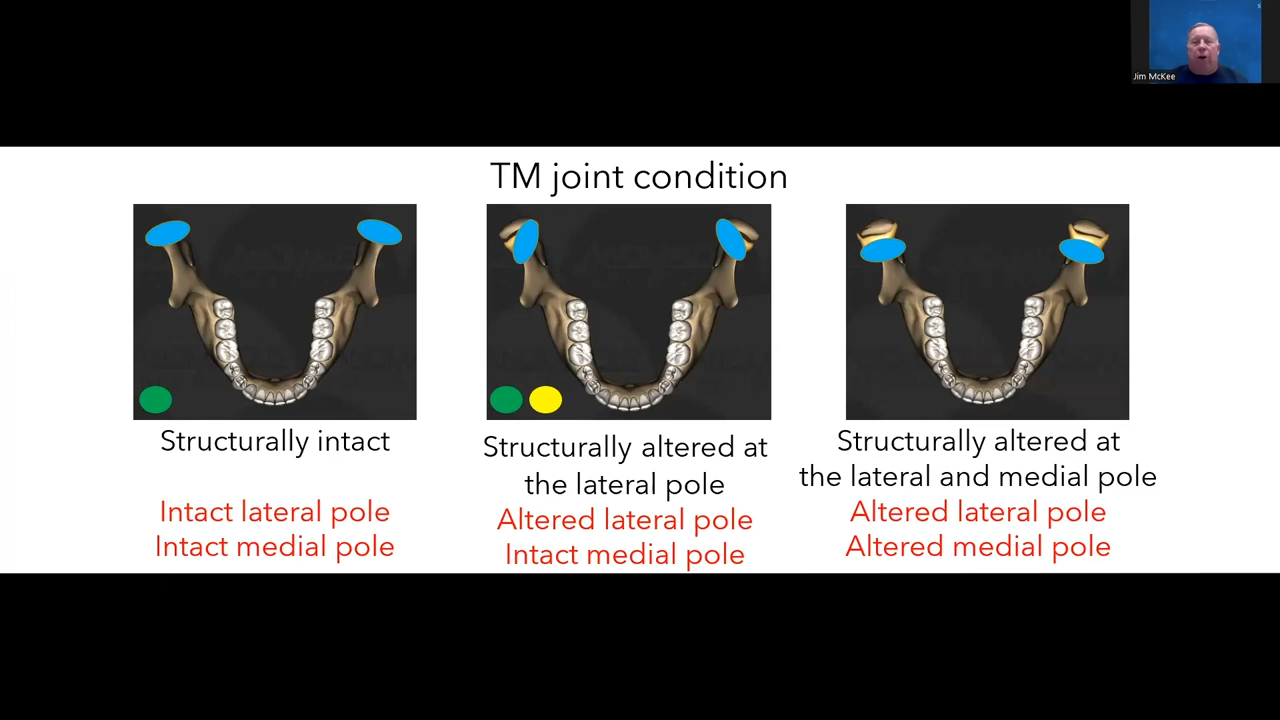 Jim McKee
TM joint condition
Structurally intact
Intact lateral pole
Intact medial pole
Structurally altered at
the lateral pole
Altered lateral pole
Intact medial pole
Structurally altered at
the lateral and medial pole
Altered lateral pole
Altered medial pole